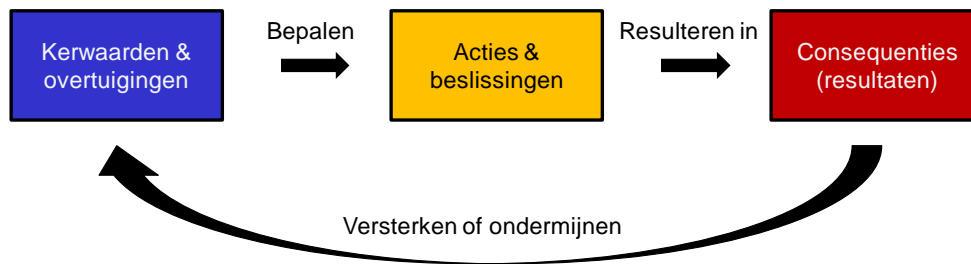 Kerwaarden &
overtuigingen
Bepalen
Acties &
beslissingen
Resulteren in
Consequenties
(resultaten)
Versterken of ondermijnen